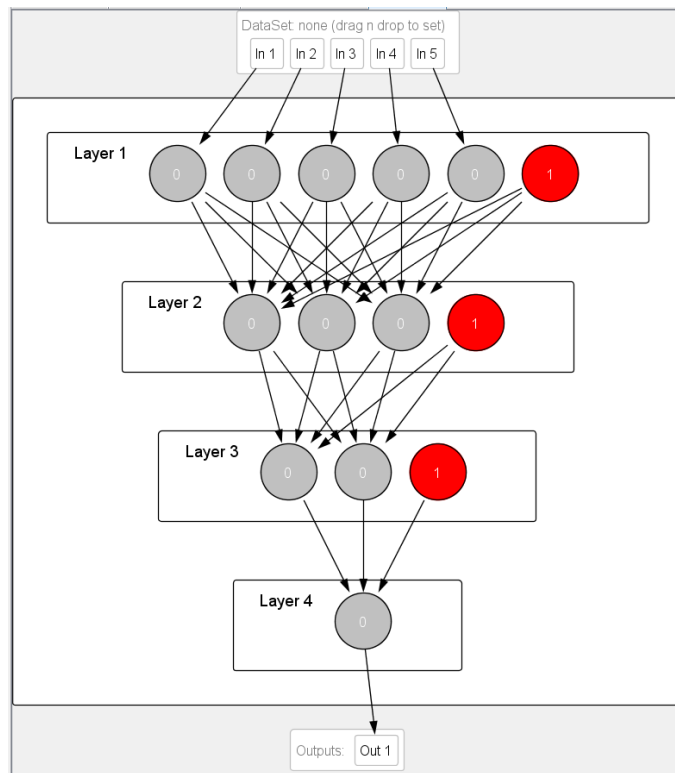 DataSet: none (drag n drop to set)
In 1 In 2 In 3 In 4 In 5
Layer 1
0 0 0 0 0 1
Layer 2
0 0 0 1
Layer 3
0 0 1
Layer 4
0
Outputs: Out 1